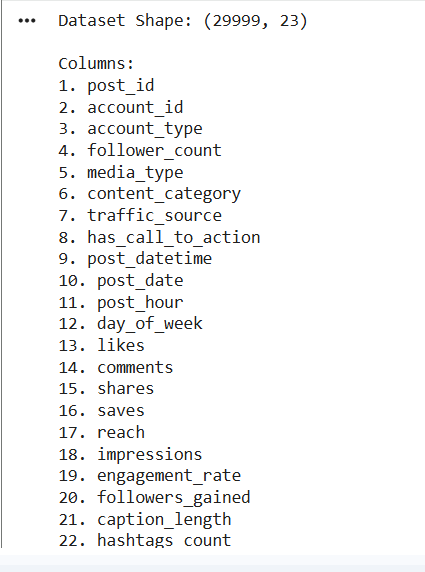 ••• Dataset Shape: (29999, 23)
Columns:
1. post_id
2. account_id
3. account_type
4. follower_count
5. media_type
6. content_category
7. traffic_source
8. has_call_to_action
9. post_datetime
10. post_date
11. post_hour
12. day_of_week
13. likes
14. comments
15. shares
16. saves
17. reach
18. impressions
19. engagement_rate
20. followers_gained
21. caption_length
22. hashtags_count